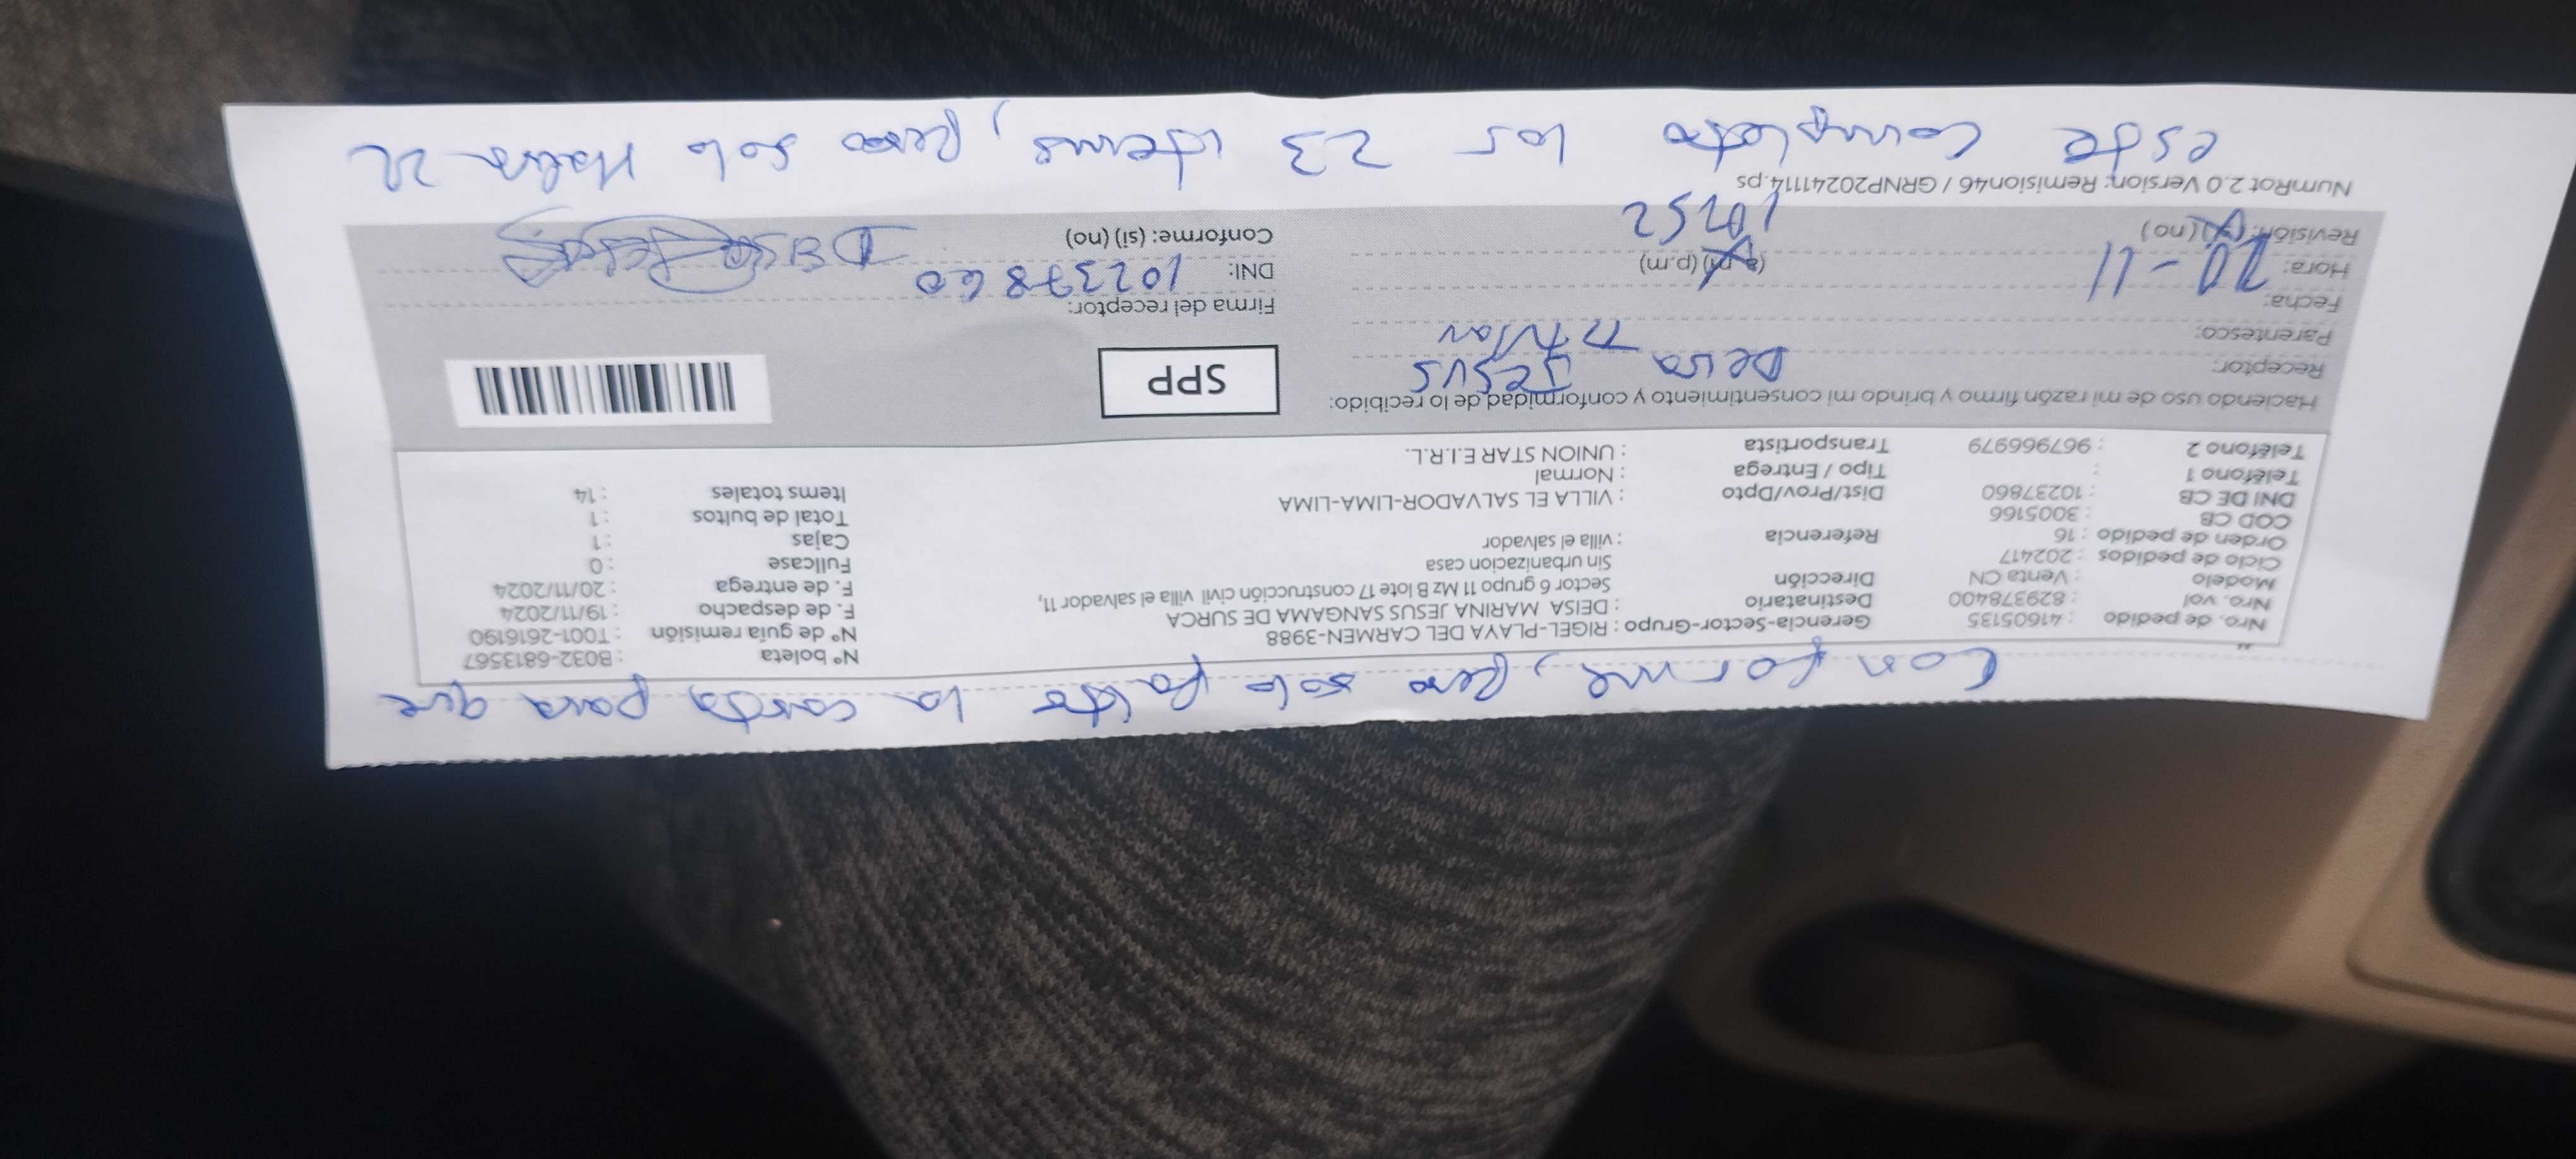 Conforme, pero solo falto la carta para que
Nro. de pedido : 41605135 Gerencia-Sector-Grupo : RIGEL-PLAYA DEL CARMEN-3988 N° boleta : B032-6813567
Nro. vol : 829378400 Destinatario : DEISA MARINA JESUS SANGAMA DE SURCA N° de guía remisión : T001-2616190
Modelo : Venta CN Dirección Sector 6 grupo 11 Mz B lote 17 construcción civil villa el salvador 11, F. de despacho : 19/11/2024
Ciclo de pedidos : 202417 Sin urbanizacion casa F. de entrega : 20/11/2024
Orden de pedido : 16 Referencia : villa el salvador Fullcase : 0
COD CB : 3005166 Cajas : 1
DNI DE CB : 10237860 Dist/Prov/Dpto : VILLA EL SALVADOR-LIMA-LIMA Total de bultos : 1
Teléfono 1 : Tipo / Entrega : Normal Items totales : 14
Teléfono 2 : 967966979 Transportista : UNION STAR E.I.R.L.
Haciendo uso de mi razón firmo y brindo mi consentimiento y conformidad de lo recibido:
SPP
Receptor: Deisa JESUS
Parentesco: Titular
Fecha: 20-11 Firma del receptor:
Hora: (a.m) (p.m) DNI: 10237860
Revisión: (si) (no) 10752 Conforme: (si) (no)
NumRot 2.0 Version: Remision46 / GRNP20241114.ps
este completo los 23 items, pero solo Habia 22